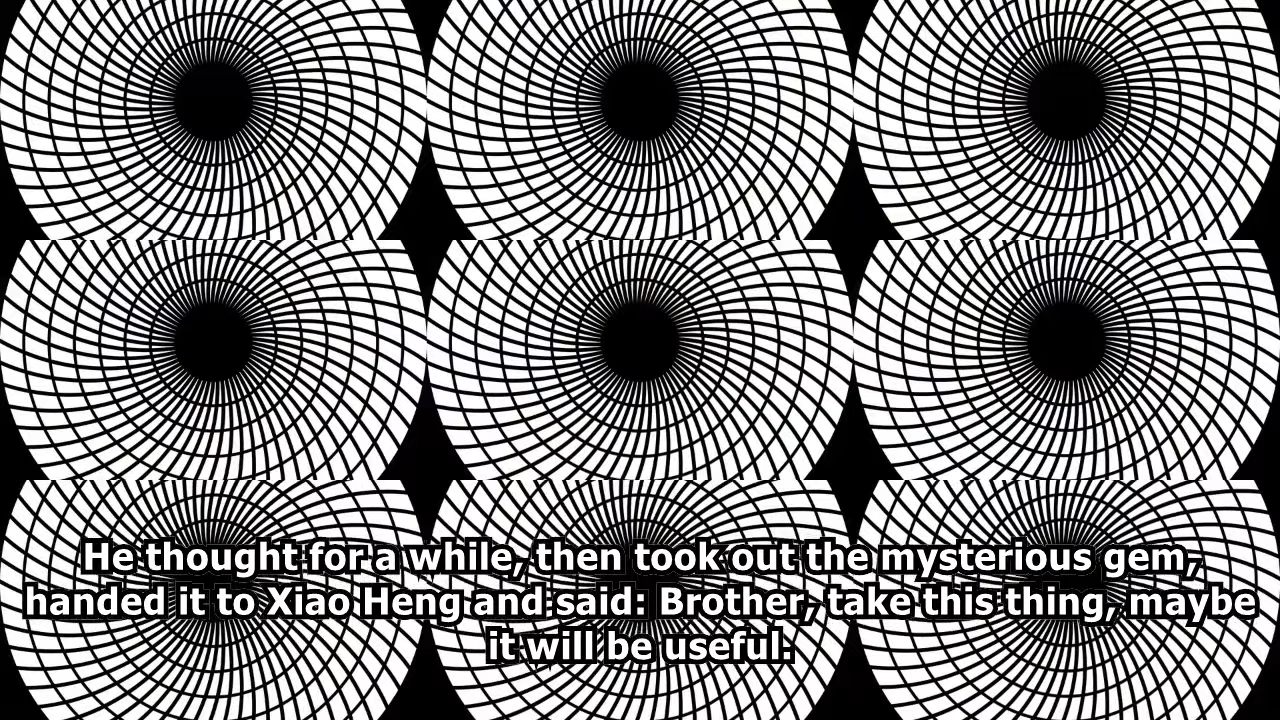 He thought for a while, then took out the mysterious gem,
handed it to Xiao Heng and said: Brother, take this thing, maybe
it will be useful.